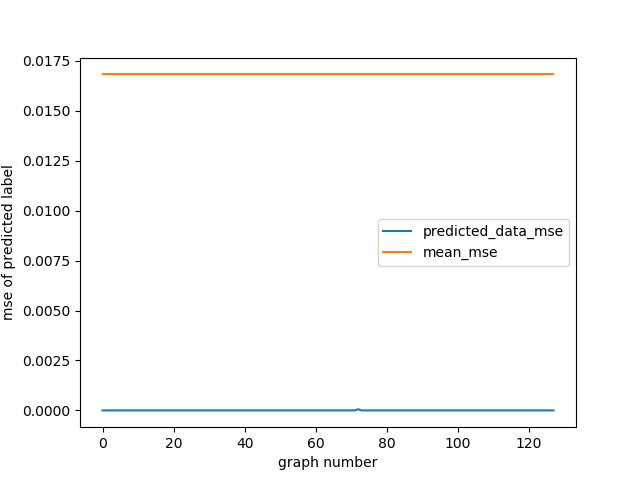 0.0175
0.0150
0.0125
0.0100
0.0075
0.0050
0.0025
0.0000
mse of predicted label
predicted_data_mse
mean_mse
0 20 40 60 80 100 120
graph number